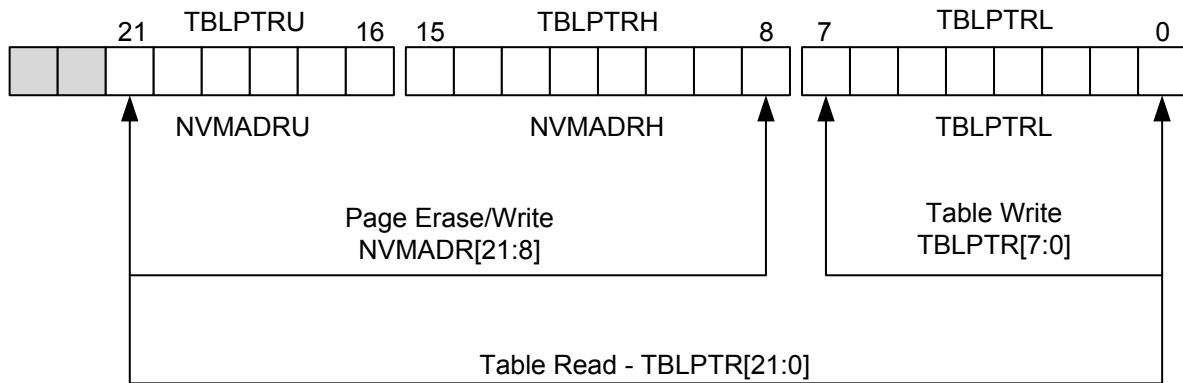 TBLPTRU TBLPTRH TBLPTRL
21 16 15 8 7 0
NVMADRU NVMADRH TBLPTRL
Page Erase/Write
NVMADR[21:8]
Table Write
TBLPTR[7:0]
Table Read - TBLPTR[21:0]